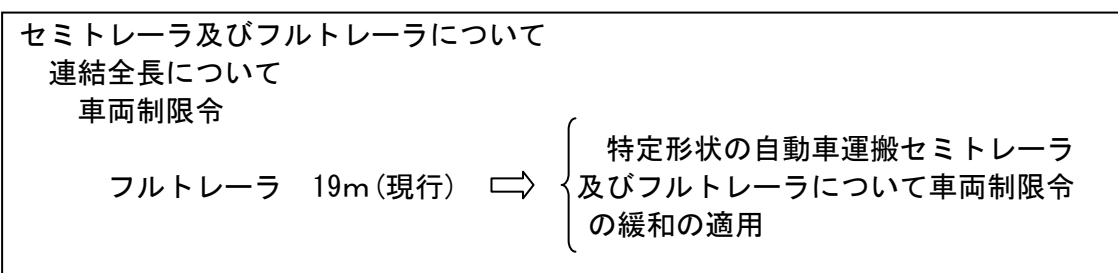 セミトレーラ及びフルトレーラについて
連結全長について
車両制限令
フルトレーラ 19m(現行) ⇨
特定形状の自動車運搬セミトレーラ
及びフルトレーラについて車両制限令
の緩和の適用